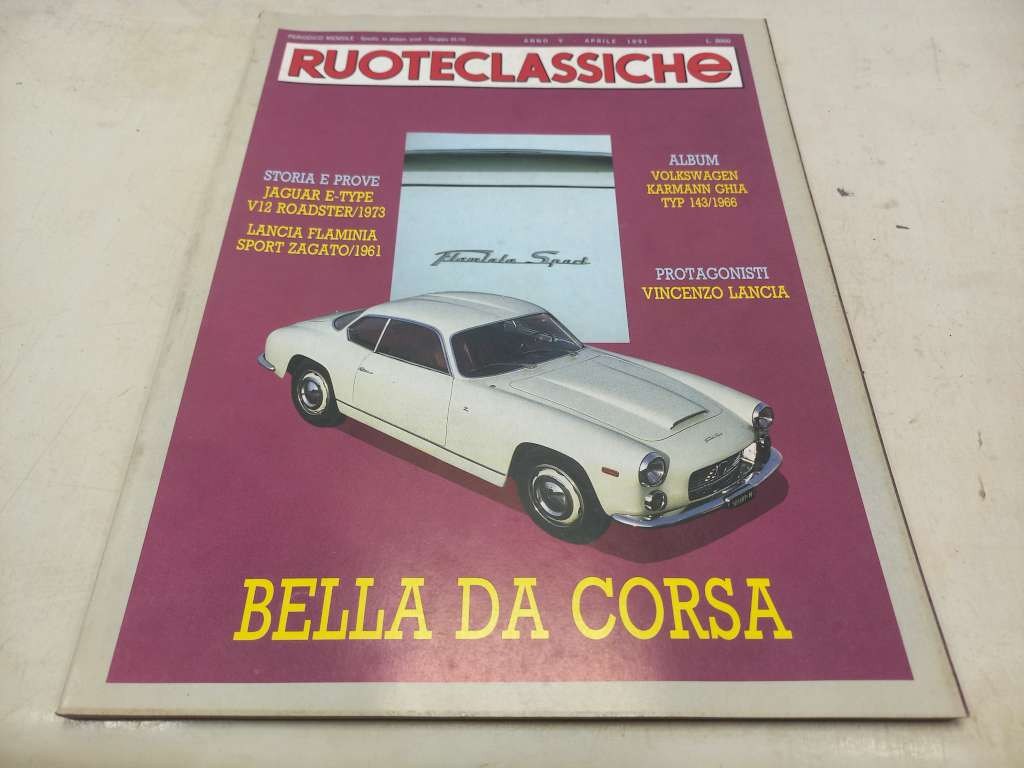 PERIODICO MENSILE
ANNO V - APRILE 1991
L. 8000
RUOTECLASSICHE
STORIA E PROVE
JAGUAR E-TYPE
V12 ROADSTER/1973
LANCIA FLAMINIA
SPORT ZAGATO/1961
ALBUM
VOLKSWAGEN
KARMANN GHIA
TYP 143/1966
PROTAGONISTI
VINCENZO LANCIA
Flaminia Sport
BELLA DA CORSA